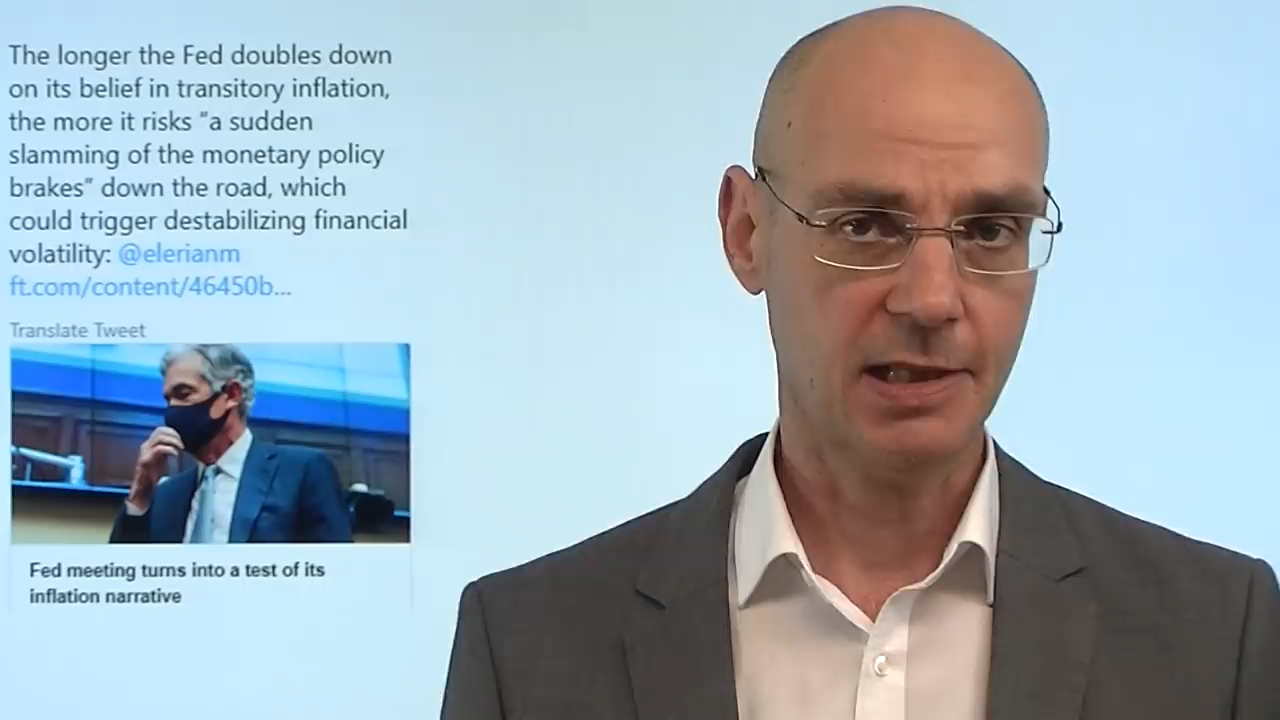 The longer the Fed doubles down
on its belief in transitory inflation,
the more it risks “a sudden
slamming of the monetary policy
brakes” down the road, which
could trigger destabilizing financial
volatility: @elerianm
ft.com/content/46450b...
Translate Tweet
Fed meeting turns into a test of its
inflation narrative